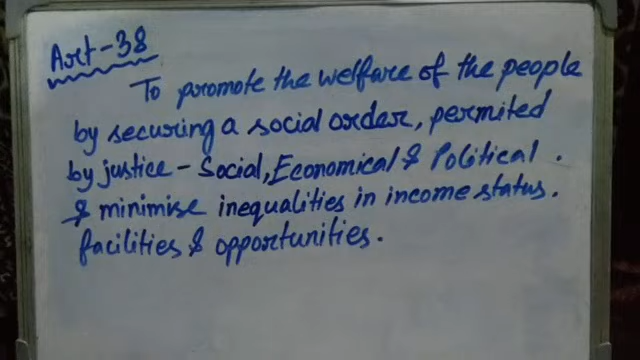 Art-38
To promote the welfare of the people
by securing a social order, permited
by justice - Social, Economical & Political.
& minimise inequalities in income status.
facilities & opportunities.